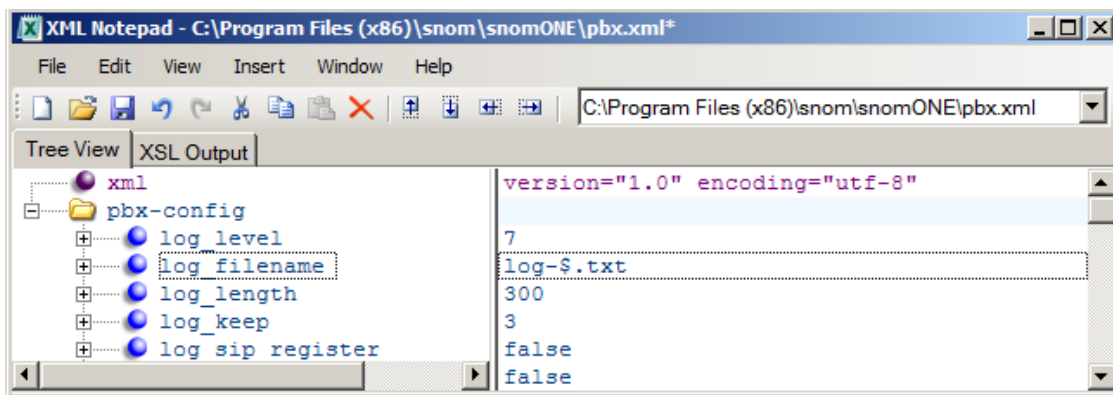 XML Notepad - C:\Program Files (x86)\snom\snomONE\pbx.xml*
File Edit View Insert Window Help
C:\Program Files (x86)\snom\snomONE\pbx.xml
Tree View XSL Output
xml version="1.0" encoding="utf-8"
pbx-config
log_level 7
log_filename log-$.txt
log_length 300
log_keep 3
log_sip_register false
false